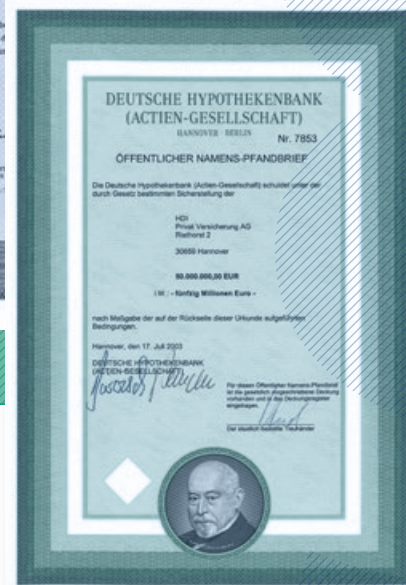 DEUTSCHE HYPOTHEKENBANK
(ACTIEN-GESELLSCHAFT)
HANNOVER · BERLIN
Nr. 7853
ÖFFENTLICHER NAMENS-PFANDBRIEF
Die Deutsche Hypothekenbank (Actien-Gesellschaft) schuldet unter der
durch Gesetz bestimmten Sicherstellung der
HDI
Privat Versicherung AG
Riethorst 2
30659 Hannover
50.000.000,00 EUR
- fünfzig Millionen Euro -
nach Maßgabe der auf der Rückseite dieser Urkunde aufgeführten
Bedingungen.
Hannover, den 17. Juli 2003
DEUTSCHE HYPOTHEKENBANK
(ACTIEN-GESELLSCHAFT)
Für diesen Öffentlichen Namens-Pfandbrief
ist die gesetzlich vorgeschriebene Deckung
vorhanden und in das Deckungsregister
eingetragen.
Der staatlich bestellte Treuhänder